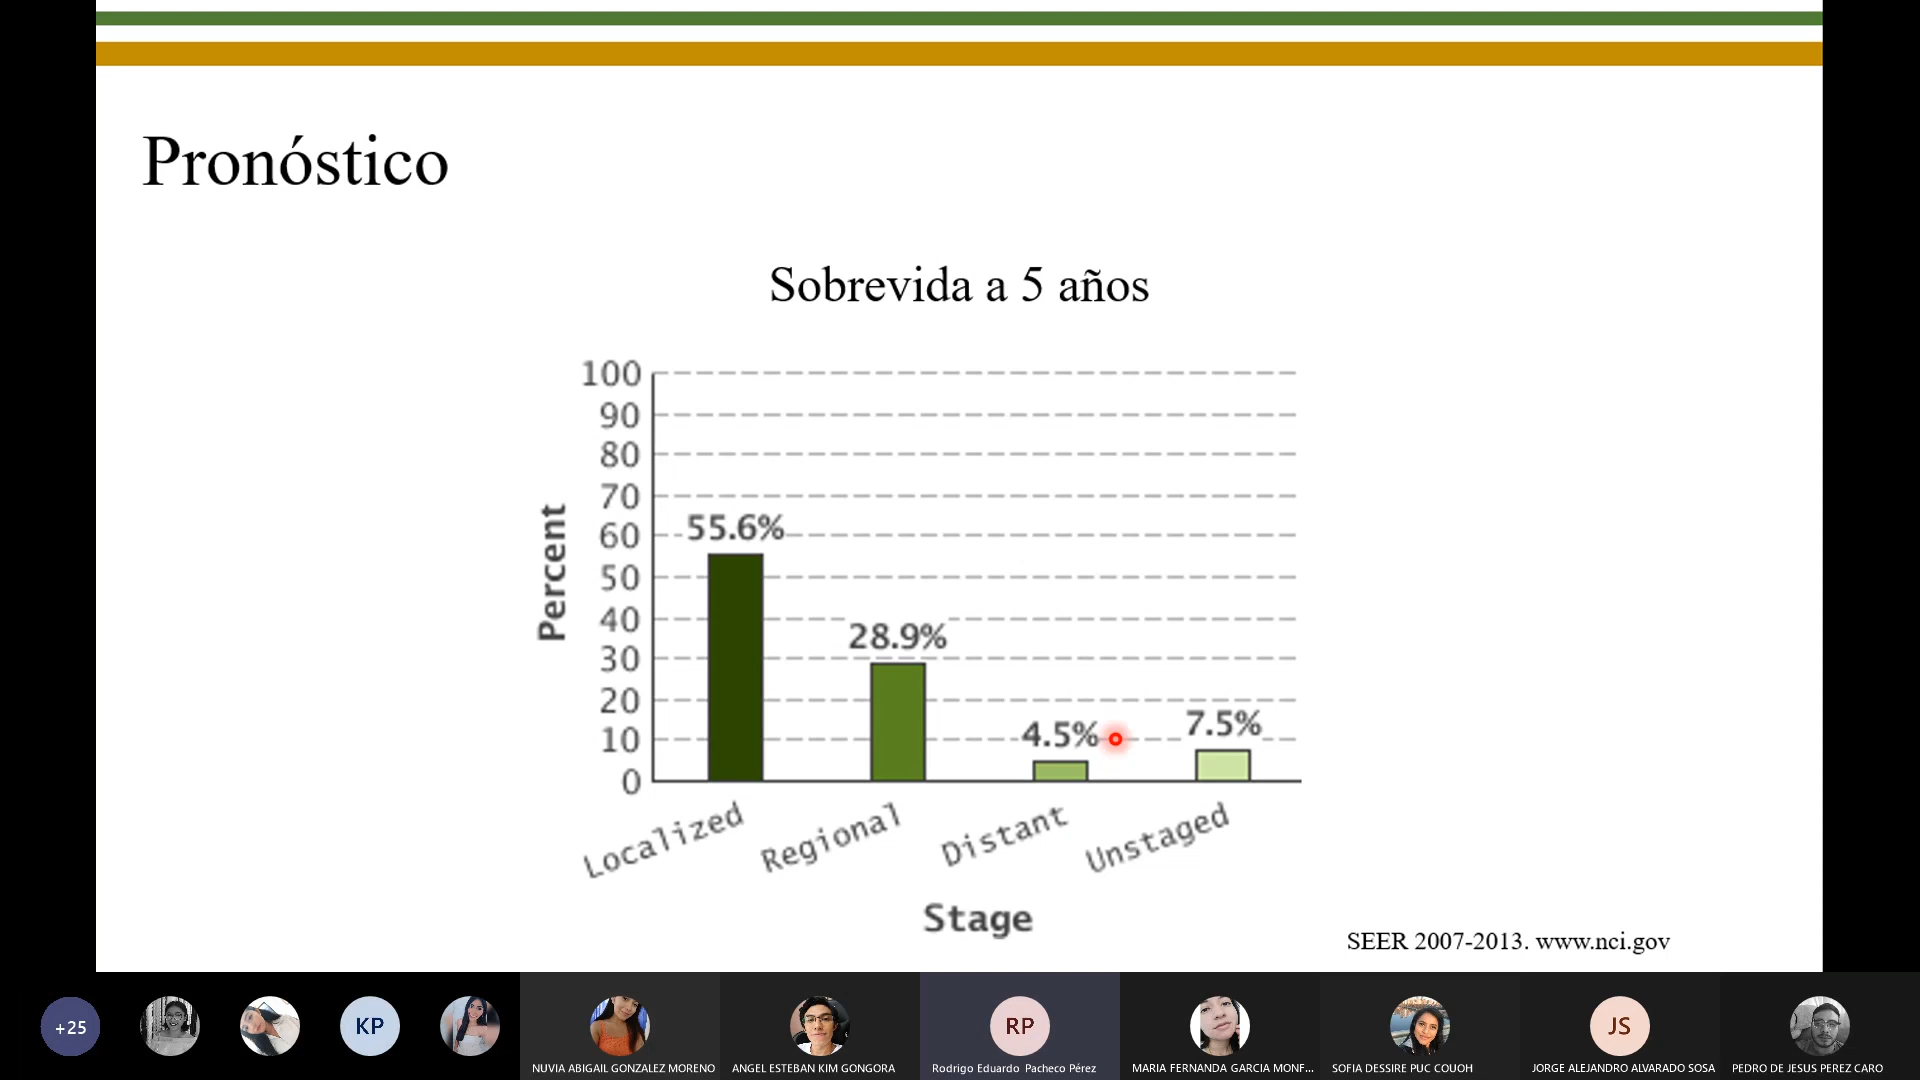 Pronóstico
Sobrevida a 5 años
Percent
100
90
80
70
60
50
40
30
20
10
0
55.6%
28.9%
4.5%
7.5%
Localized
Regional
Distant
Unstaged
Stage
SEER 2007-2013. www.nci.gov
+25
KP
RP
JS
NUVIA ABIGAIL GONZALEZ MORENO
ANGEL ESTEBAN KIM GONGORA
Rodrigo Eduardo Pacheco Pérez
MARIA FERNANDA GARCIA MONF...
SOFIA DESSIRE PUC COUOH
JORGE ALEJANDRO ALVARADO SOSA
PEDRO DE JESUS PEREZ CARO